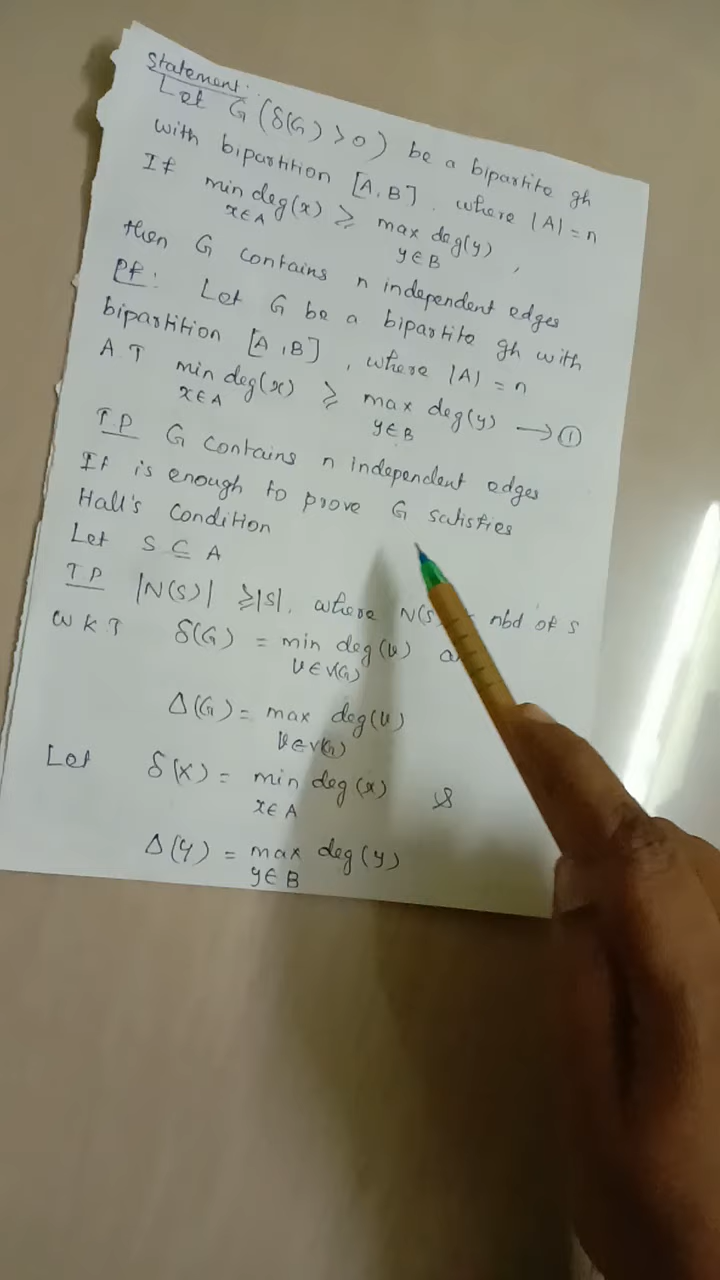 Statement:
Let G (δ(G) > 0) be a bipartite gh
with bipartition [A, B], where |A| = n
If min deg(x) ≥ max deg(y),
x∈A y∈B
then G contains n independent edges
Pf: Let G be a bipartite gh with
bipartition [A, B], where |A| = n
A.T min deg(x) ≥ max deg(y) → ①
x∈A y∈B
T.P G contains n independent edges
It is enough to prove G satisfies
Hall's Condition
Let S ⊆ A
T P |N(S)| ≥ |S|, where N(S) nbd of S
W K T δ(G) = min deg(v)
v∈V(G)
Δ(G) = max deg(v)
v∈V(G)
Let δ(X) = min deg(x) &
x∈A
Δ(Y) = max deg(y)
y∈B